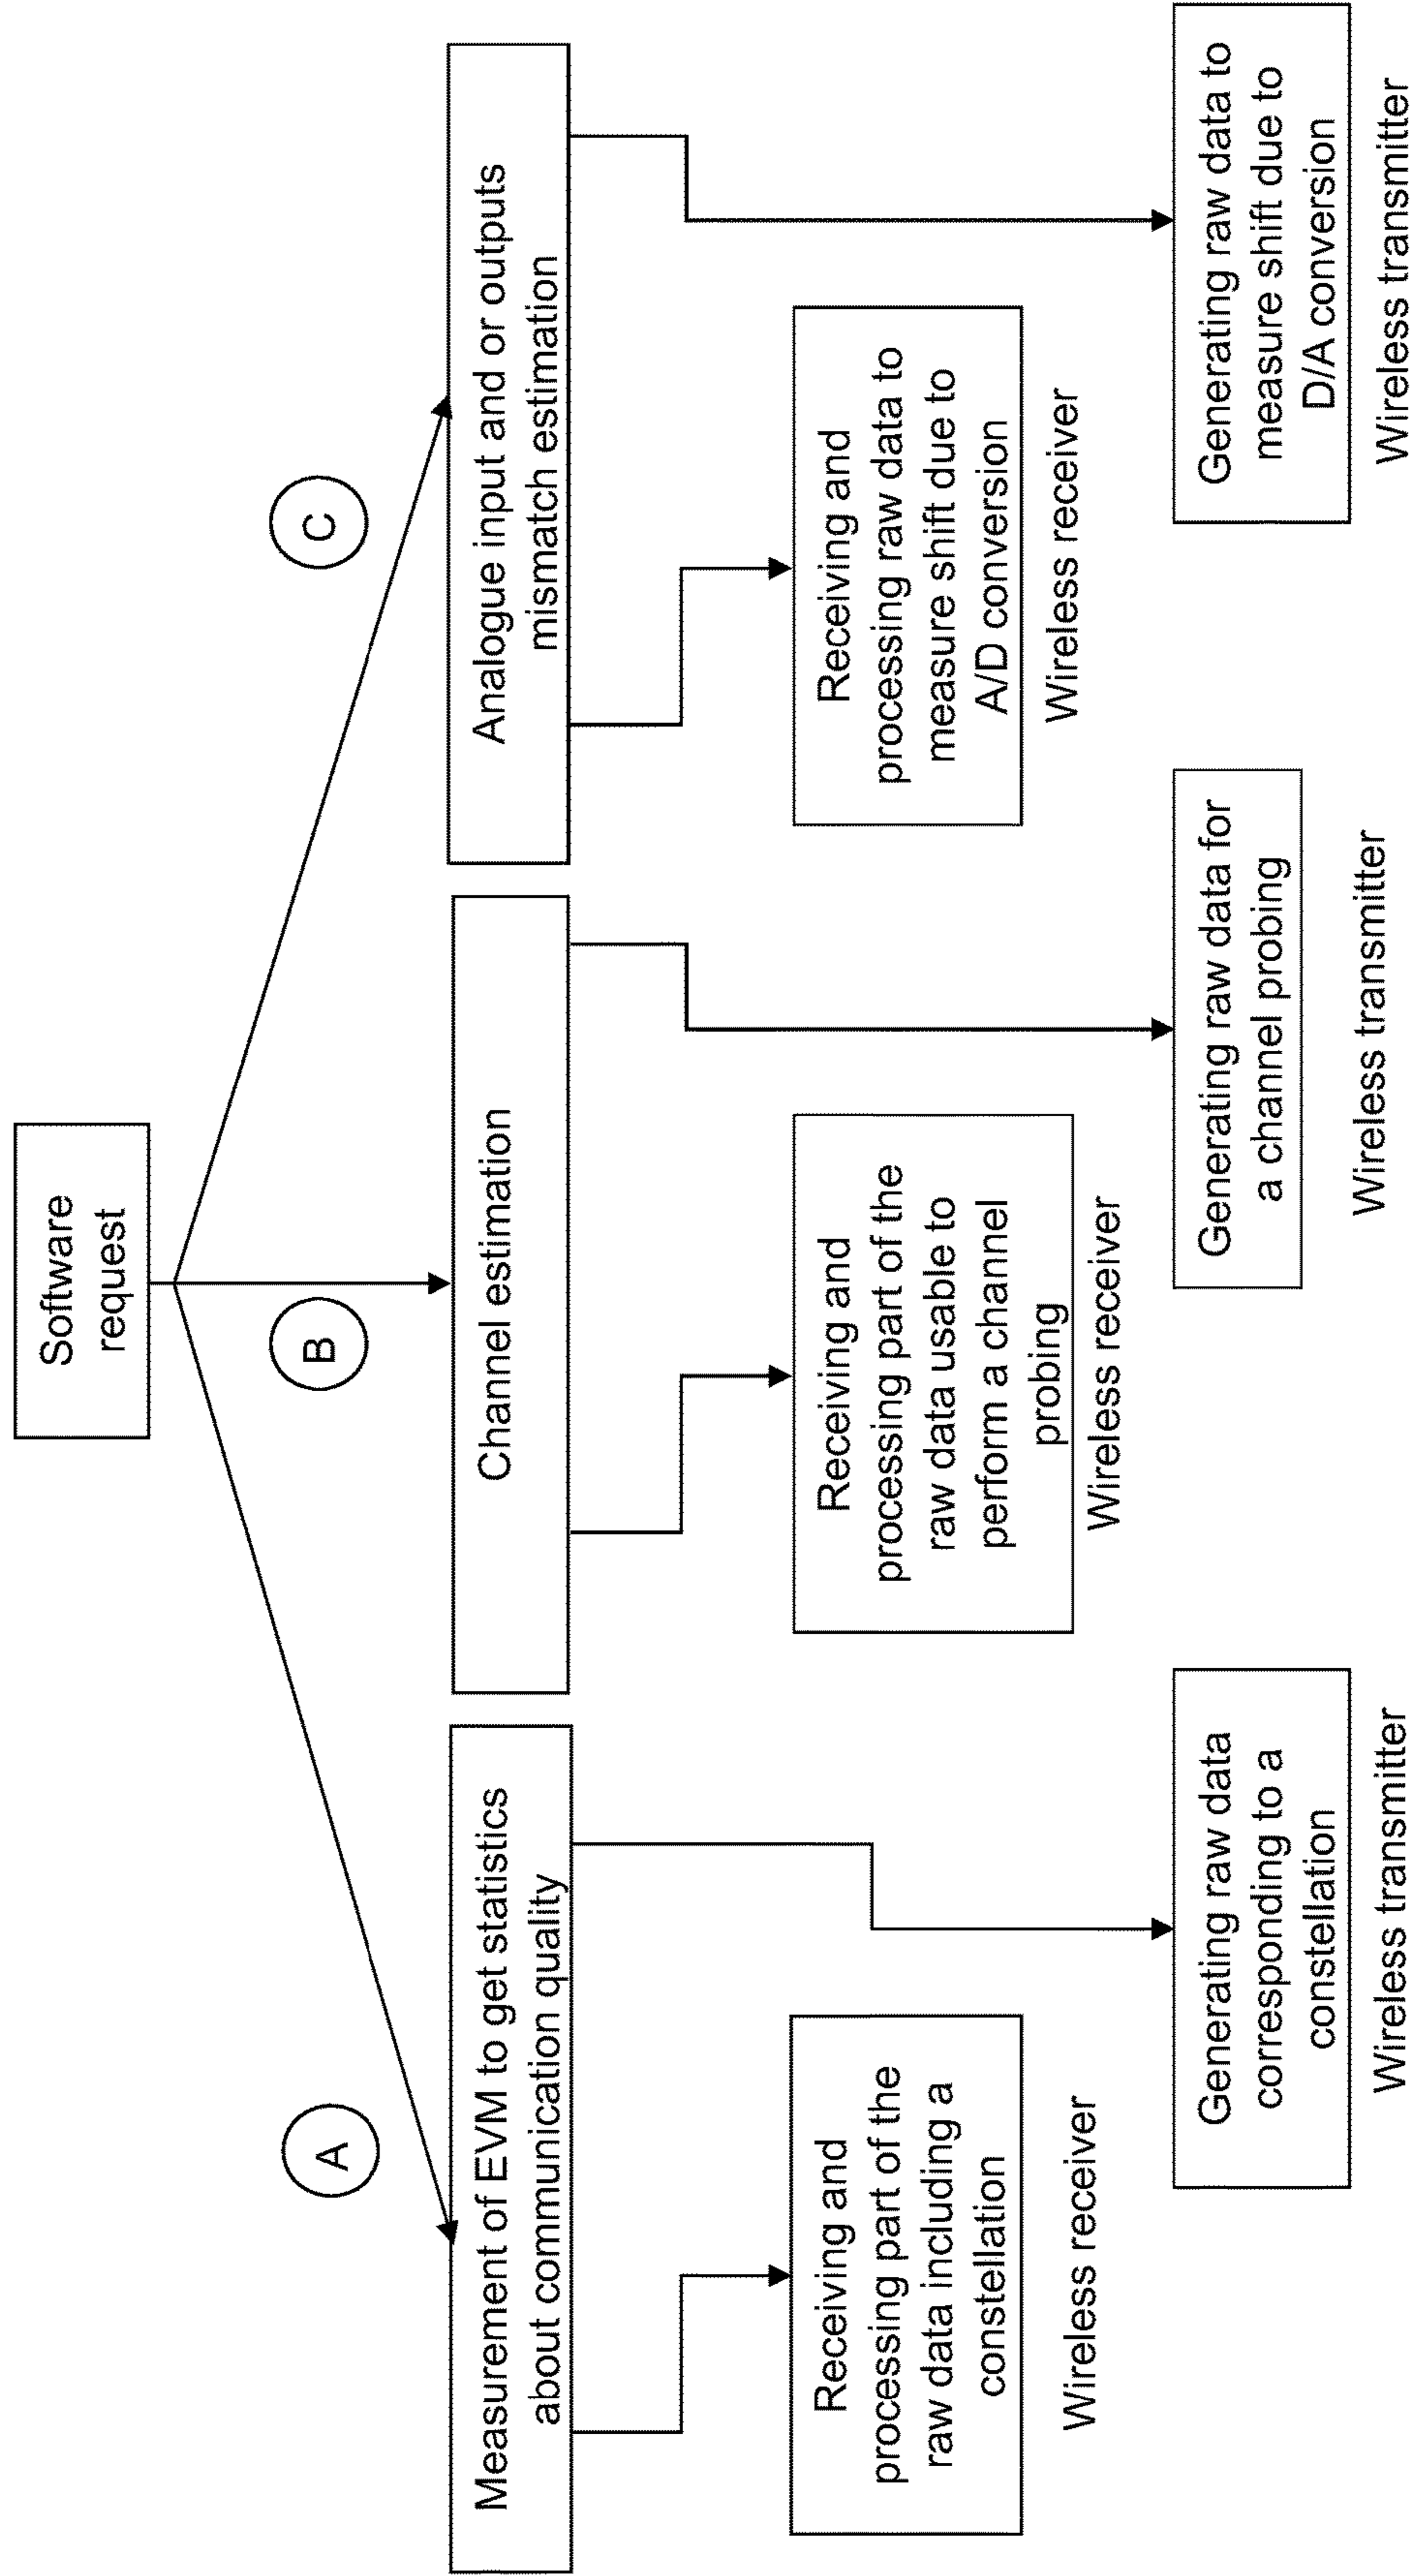 Software
request
A
B
C
Measurement of EVM to get statistics
about communication quality
Channel estimation
Analogue input and or outputs
mismatch estimation
Receiving and
processing part of the
raw data including a
constellation
Wireless receiver
Receiving and
processing part of the
raw data usable to
perform a channel
probing
Wireless receiver
Receiving and
processing raw data to
measure shift due to
A/D conversion
Wireless receiver
Generating raw data
corresponding to a
constellation
Wireless transmitter
Generating raw data for
a channel probing
Wireless transmitter
Generating raw data to
measure shift due to
D/A conversion
Wireless transmitter